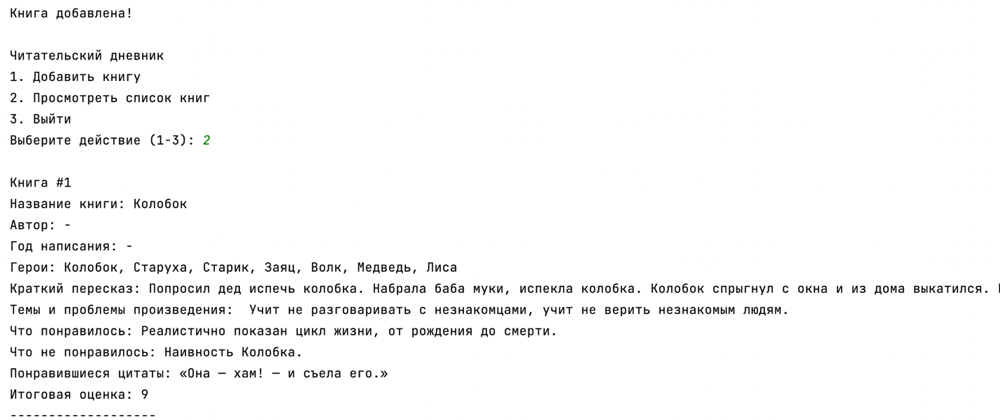 Книга добавлена!
Читательский дневник
1. Добавить книгу
2. Просмотреть список книг
3. Выйти
Выберите действие (1-3): 2
Книга #1
Название книги: Колобок
Автор: -
Год написания: -
Герои: Колобок, Старуха, Старик, Заяц, Волк, Медведь, Лиса
Краткий пересказ: Попросил дед испечь колобка. Набрала баба муки, испекла колобка. Колобок спрыгнул с окна и из дома выкатился.
Темы и проблемы произведения:  Учит не разговаривать с незнакомцами, учит не верить незнакомым людям.
Что понравилось: Реалистично показан цикл жизни, от рождения до смерти.
Что не понравилось: Наивность Колобка.
Понравившиеся цитаты: «Она — хам! — и съела его.»
Итоговая оценка: 9
-------------------